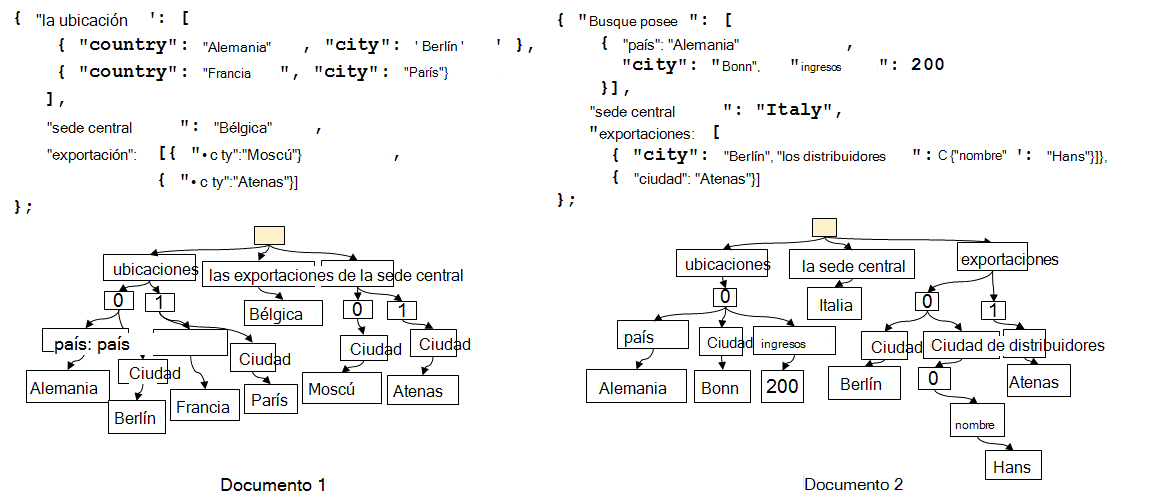 { "la ubicación ': [
{ "country": "Alemania" , "city": ' Berlín ' ' },
{ "country": "Francia ", "city": "París"}
],
"sede central ": "Bélgica" ,
"exportación": [{ "•c ty":"Moscú"} ,
{ "•c ty":"Atenas"}]
};
ubicaciones las exportaciones de la sede central
0 1 Bélgica 0 1
país: país Ciudad Ciudad Ciudad Ciudad
Alemania Berlín Francia París Moscú Atenas
Documento 1
{ "Busque posee ": [
{ "país": "Alemania" ,
"city": "Bonn", "ingresos ": 200
}],
"sede central ": "Italy",
"exportaciones: [
{ "city": "Berlín", "los distribuidores ": C {"nombre" ': "Hans"}]},
{ "ciudad": "Atenas"}]
};
ubicaciones la sede central exportaciones
0 Italia 0 1
país Ciudad ingresos Ciudad Ciudad de distribuidores
Alemania Bonn 200 Berlín 0 Atenas
nombre
Hans
Documento 2